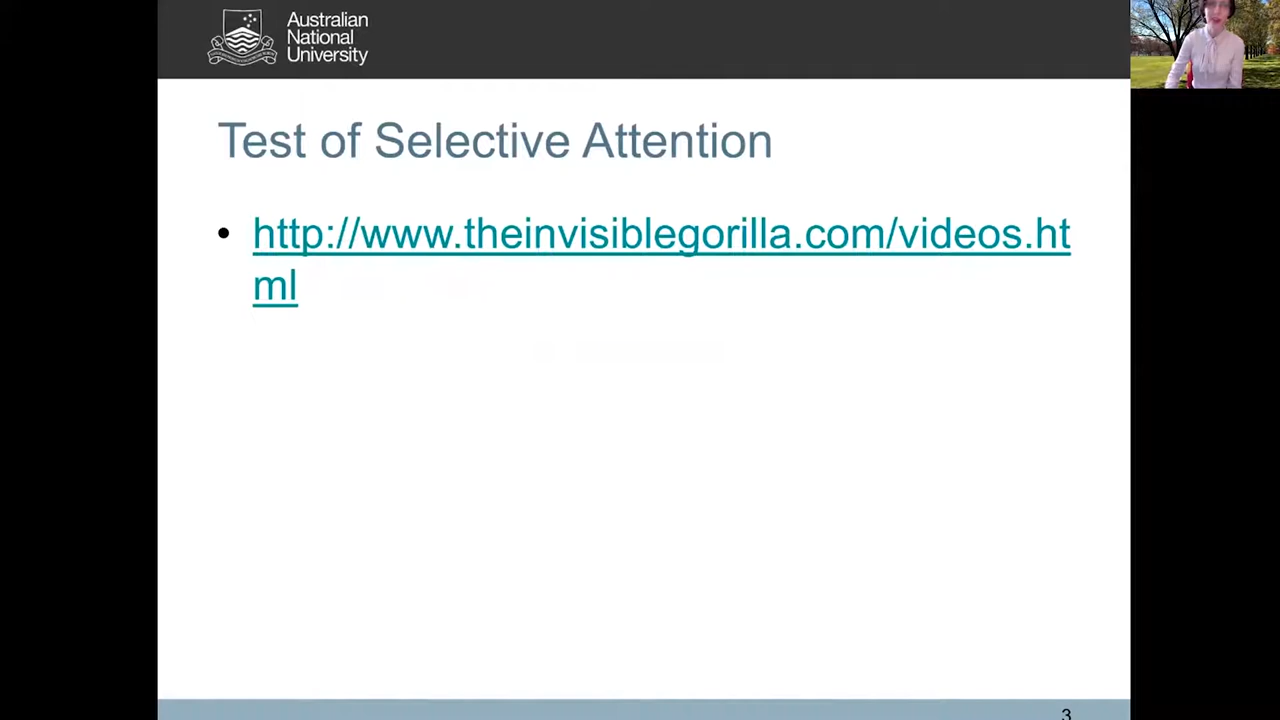 Australian
National
University
Test of Selective Attention
• http://www.theinvisiblegorilla.com/videos.ht
ml
3